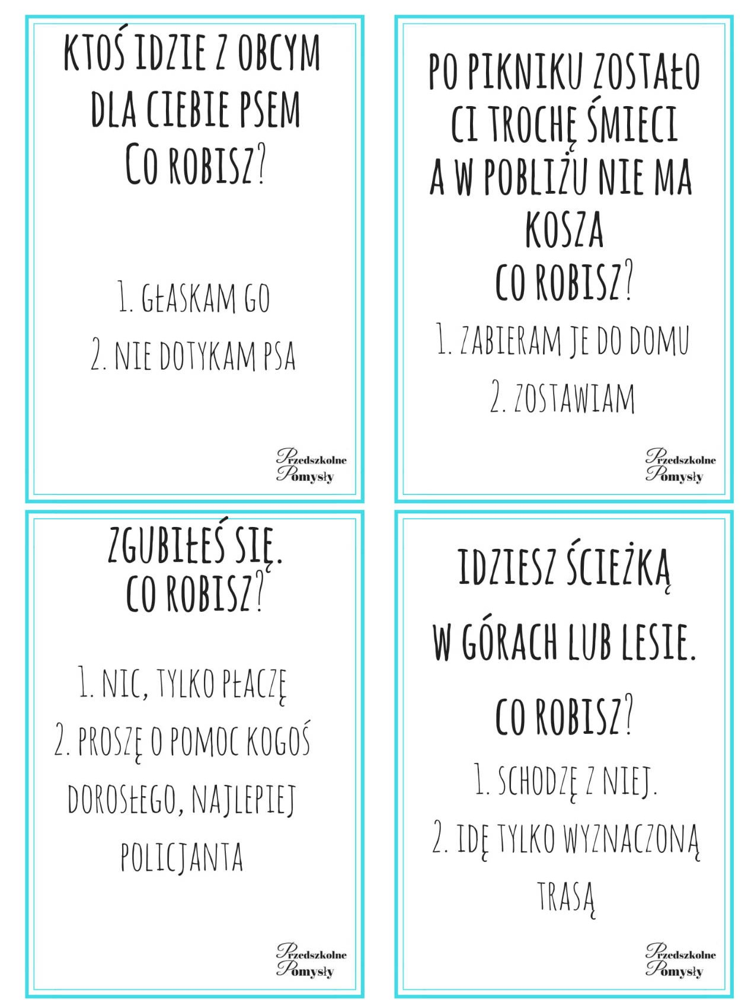 KTOŚ IDZIE Z OBCYM
DLA CIEBIE PSEM
CO ROBISZ?
1. GŁASKAM GO
2. NIE DOTYKAM PSA
Przedszkolne
Pomysły
PO PIKNIKU ZOSTAŁO
CI TROCHĘ ŚMIECI
A W POBLIŻU NIE MA
KOSZA
CO ROBISZ?
1. ZABIERAM JE DO DOMU
2. ZOSTAWIAM
Przedszkolne
Pomysły
ZGUBIŁEŚ SIĘ.
CO ROBISZ?
1. NIC, TYLKO PŁACZĘ
2. PROSZĘ O POMOC KOGOŚ
DOROSŁEGO, NAJLEPIEJ
POLICJANTA
Przedszkolne
Pomysły
IDZIESZ ŚCIEŻKĄ
W GÓRACH LUB LESIE.
CO ROBISZ?
1. SCHODZĘ Z NIEJ.
2. IDĘ TYLKO WYZNACZONĄ
TRASĄ
Przedszkolne
Pomysły